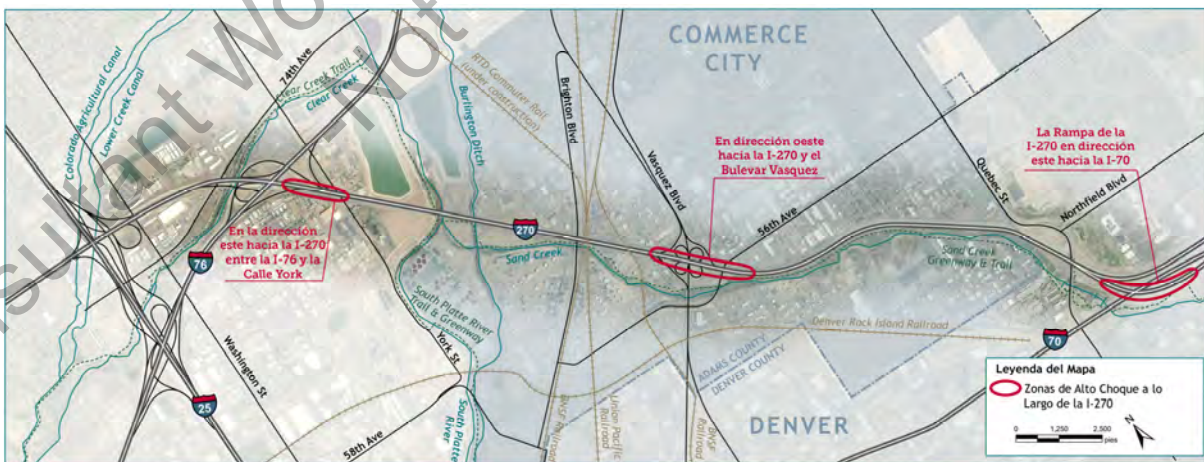 COMMERCE
CITY
Colorado Agricultural Canal
Lower Creek Canal
Clear Creek Trail
Clear Creek
74th Ave
RTD Commuter Rail
(under construction)
Burlington Ditch
Brighton Blvd
Vasquez Blvd
En dirección oeste
hacia la I-270 y el
Bulevar Vasquez
La Rampa de la
I-270 en dirección
este hacia la I-70
Quebec St
Northfield Blvd
56th Ave
En la dirección
este hacia la I-270
entre la I-76 y la
Calle York
76
270
Sand Creek
Sand Creek
Greenway & Trail
South Platte River
Trail & Greenway
Denver Rock Island Railroad
70
Washington St
York St
ADAMS COUNTY
DENVER COUNTY
25
58th Ave
South Platte
River
BNSF Railroad
Union Pacific
Railroad
BNSF
Railroad
DENVER
Leyenda del Mapa
Zonas de Alto Choque a lo
Largo de la I-270
0 1,250 2,500
pies
N